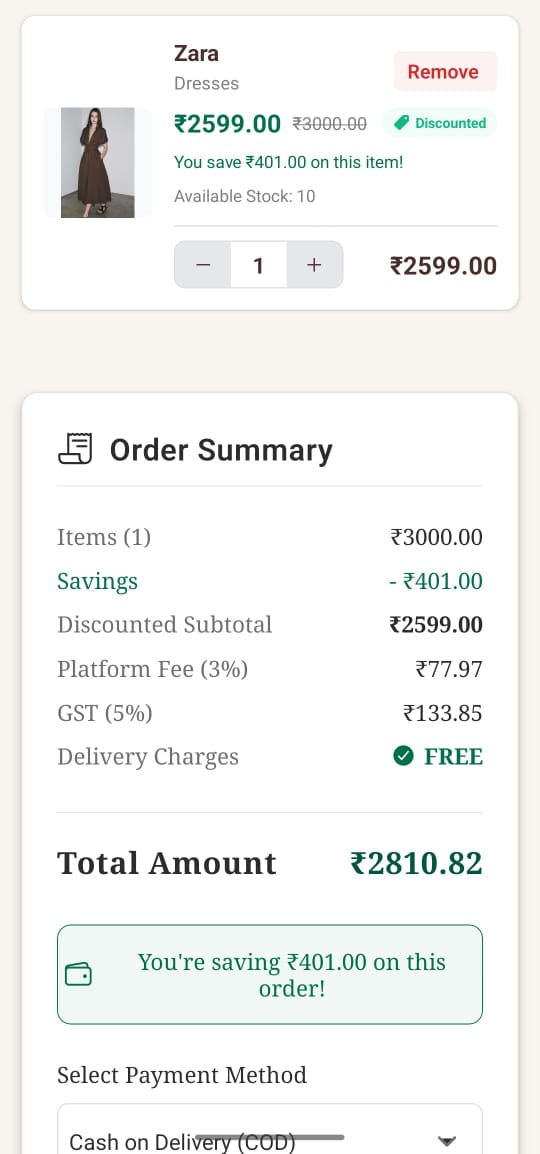 Zara
Remove
Dresses
₹2599.00 ₹3000.00 Discounted
You save ₹401.00 on this item!
Available Stock: 10
− 1 + ₹2599.00
Order Summary
Items (1) ₹3000.00
Savings - ₹401.00
Discounted Subtotal ₹2599.00
Platform Fee (3%) ₹77.97
GST (5%) ₹133.85
Delivery Charges FREE
Total Amount ₹2810.82
You're saving ₹401.00 on this
order!
Select Payment Method
Cash on Delivery (COD)